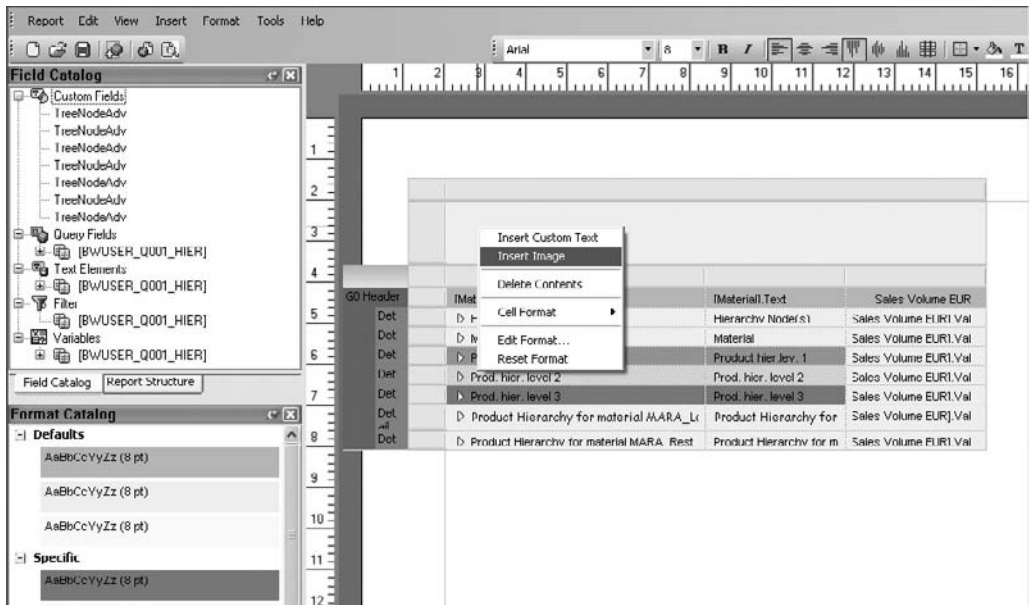 Report Edit View Insert Format Tools Help
Arial 8 B I T
Field Catalog
Custom Fields
TreeNodeAdv
TreeNodeAdv
TreeNodeAdv
TreeNodeAdv
TreeNodeAdv
TreeNodeAdv
TreeNodeAdv
Query Fields
[BWUSER_Q001_HIER]
Text Elements
[BWUSER_Q001_HIER]
Filter
[BWUSER_Q001_HIER]
Variables
[BWUSER_Q001_HIER]
Field Catalog Report Structure
Format Catalog
Defaults
AaBbCcYyZz (8 pt)
AaBbCcYyZz (8 pt)
AaBbCcYyZz (8 pt)
Specific
AaBbCcYyZz (8 pt)
1 2 4 5 6 7 8 9 10 11 12 13 14 15 16
1
2
3
4
5
6
7
8
9
10
11
12
Insert Custom Text
Insert Image
Delete Contents
Cell Format
Edit Format...
Reset Format
G0 Header [Mat [Material].Text Sales Volume EUR
Det Hierarchy Node(s) Sales Volume EUR].Val
Det Material Sales Volume EUR].Val
Det Product hier.lev. 1 Sales Volume EUR].Val
Det Prod. hier. level 2 Prod. hier. level 2 Sales Volume EUR].Val
Det Prod. hier. level 3 Prod. hier. level 3 Sales Volume EUR].Val
Det Product Hierarchy for material MARA_Lo Product Hierarchy for Sales Volume EUR].Val
ail
Det Product Hierarchy for material MARA Rest Product Hierarchy for m Sales Volume EUR].Val